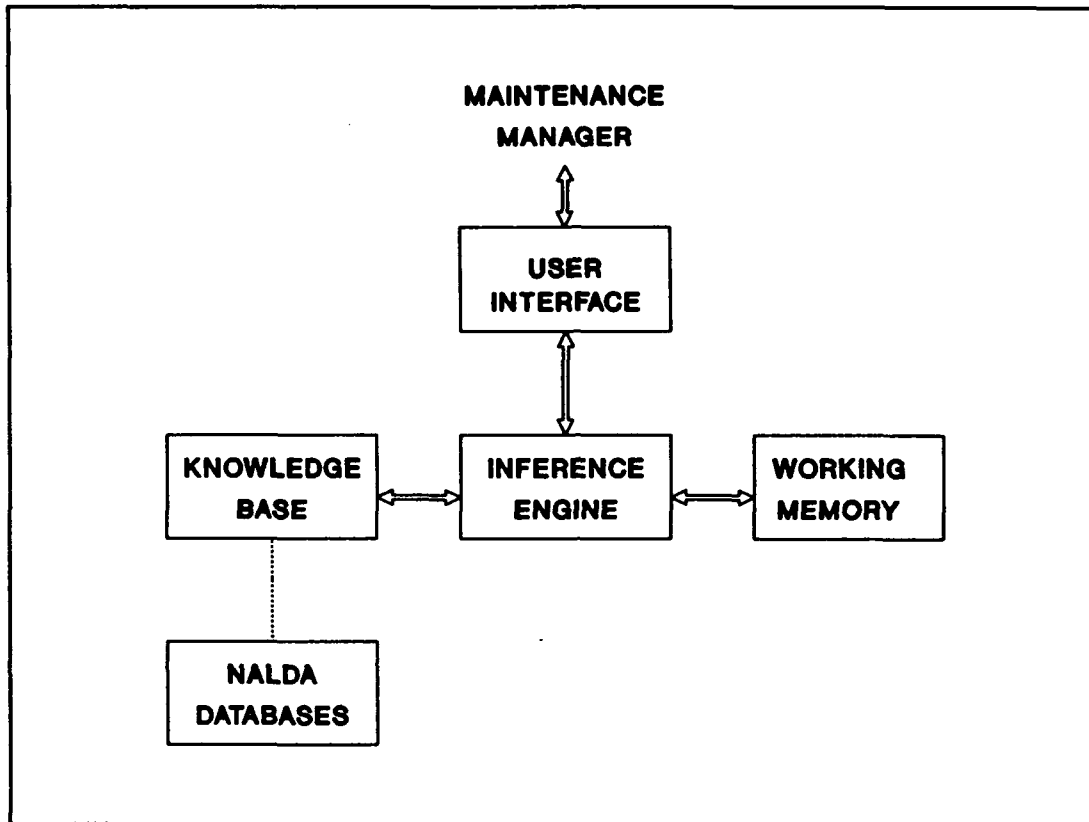 MAINTENANCE
MANAGER
USER
INTERFACE
KNOWLEDGE
BASE
INFERENCE
ENGINE
WORKING
MEMORY
NALDA
DATABASES